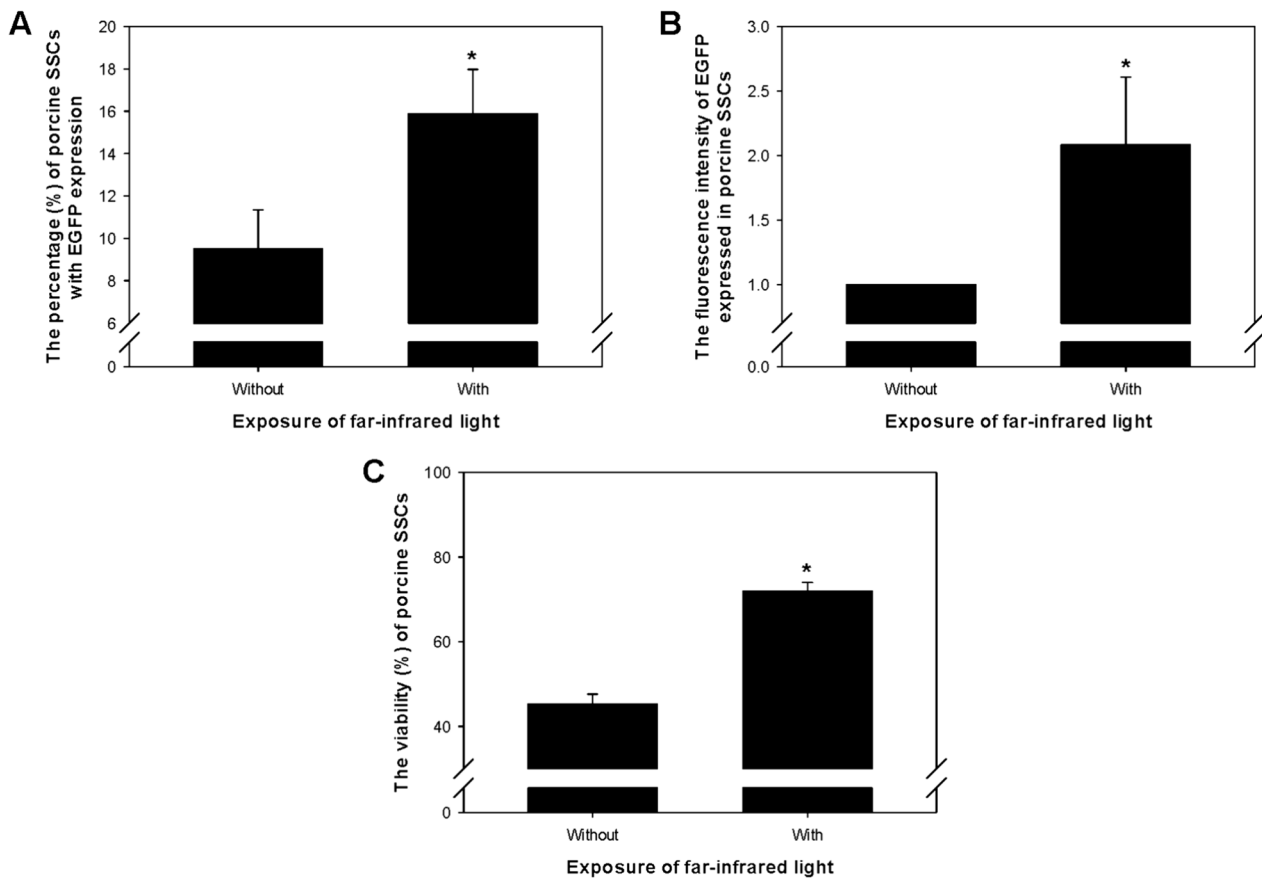 A
The percentage (%) of porcine SSCs
with EGFP expression
20
18
16
14
12
10
8
6
0
*
Without
With
Exposure of far-infrared light
B
The fluorescence intensity of EGFP
expressed in porcine SSCs
3.0
2.5
2.0
1.5
1.0
0.0
*
Without
With
Exposure of far-infrared light
C
The viability (%) of porcine SSCs
100
80
60
40
0
*
Without
With
Exposure of far-infrared light